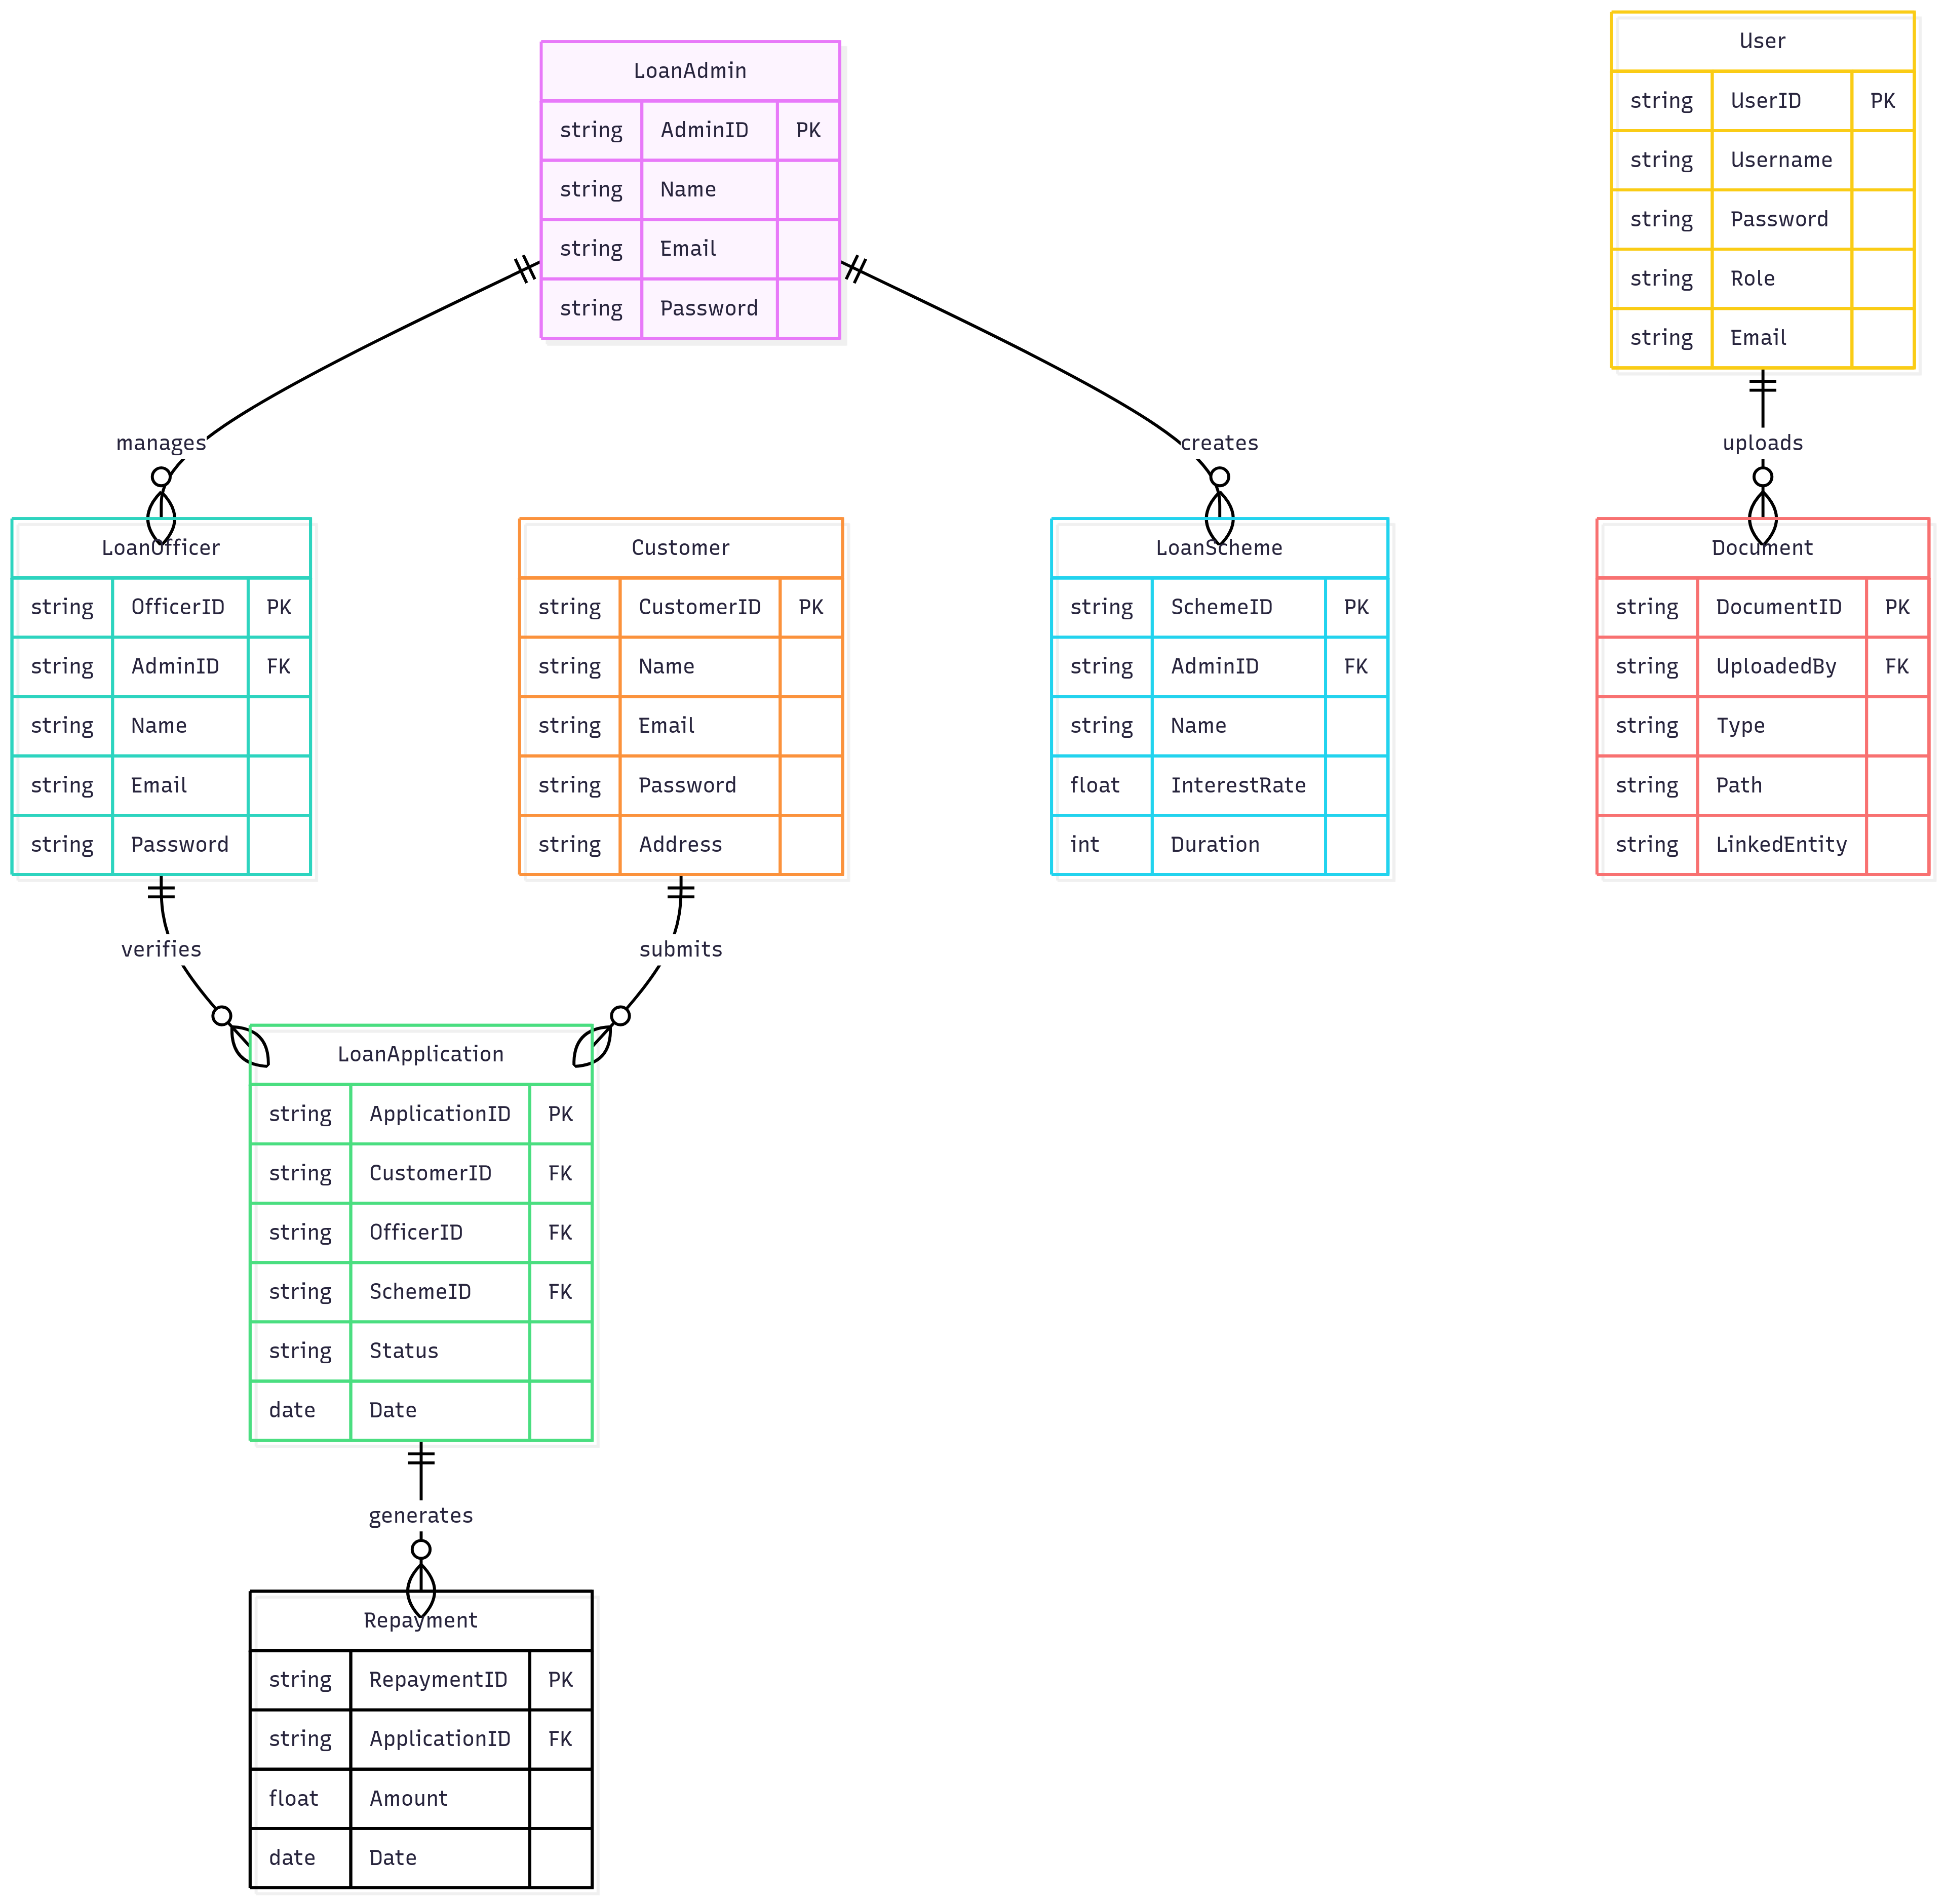 User
string UserID PK
string Username
string Password
string Role
string Email
LoanAdmin
string AdminID PK
string Name
string Email
string Password
manages
creates
uploads
LoanOfficer
string OfficerID PK
string AdminID FK
string Name
string Email
string Password
Customer
string CustomerID PK
string Name
string Email
string Password
string Address
LoanScheme
string SchemeID PK
string AdminID FK
string Name
float InterestRate
int Duration
Document
string DocumentID PK
string UploadedBy FK
string Type
string Path
string LinkedEntity
verifies
submits
LoanApplication
string ApplicationID PK
string CustomerID FK
string OfficerID FK
string SchemeID FK
string Status
date Date
generates
Repayment
string RepaymentID PK
string ApplicationID FK
float Amount
date Date